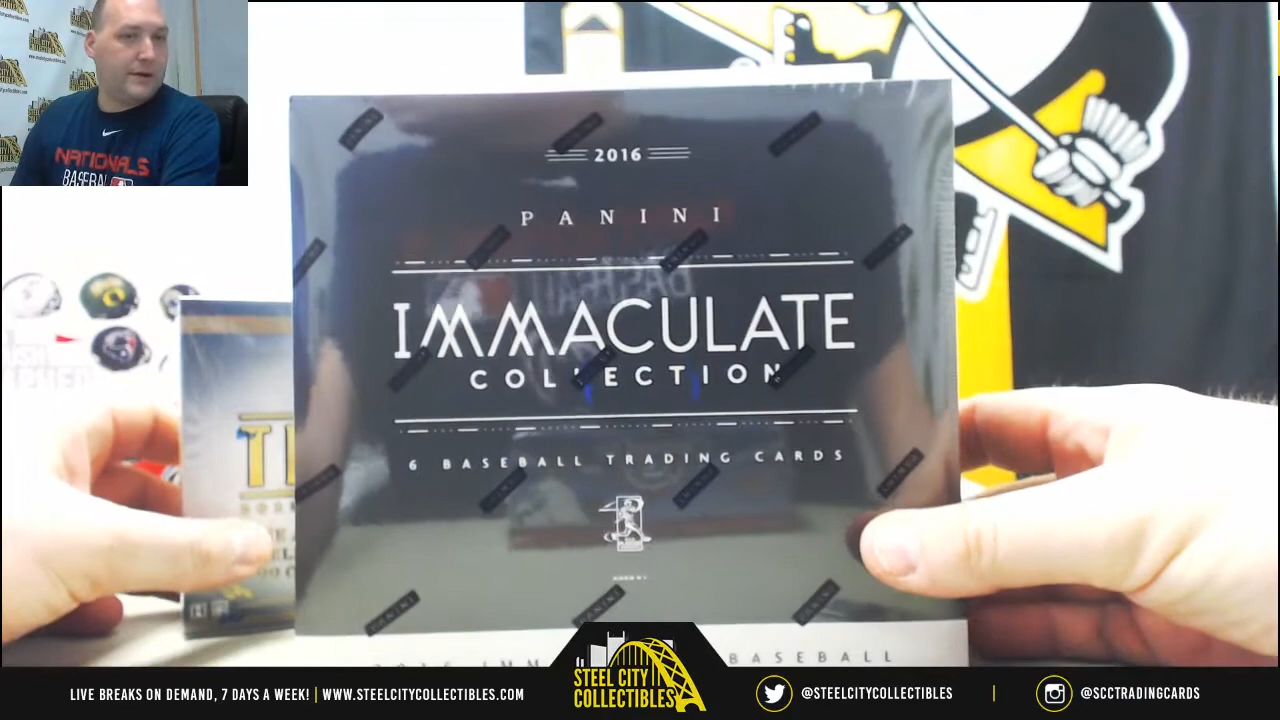 NATIONALS
BASEBALL
2016
PANINI
IMMACULATE
COLLECTION
6 BASEBALL TRADING CARDS
BASEBALL
LIVE BREAKS ON DEMAND, 7 DAYS A WEEK! | WWW.STEELCITYCOLLECTIBLES.COM
STEEL CITY
COLLECTIBLES
@STEELCITYCOLLECTIBLES
@SCCTRADINGCARDS